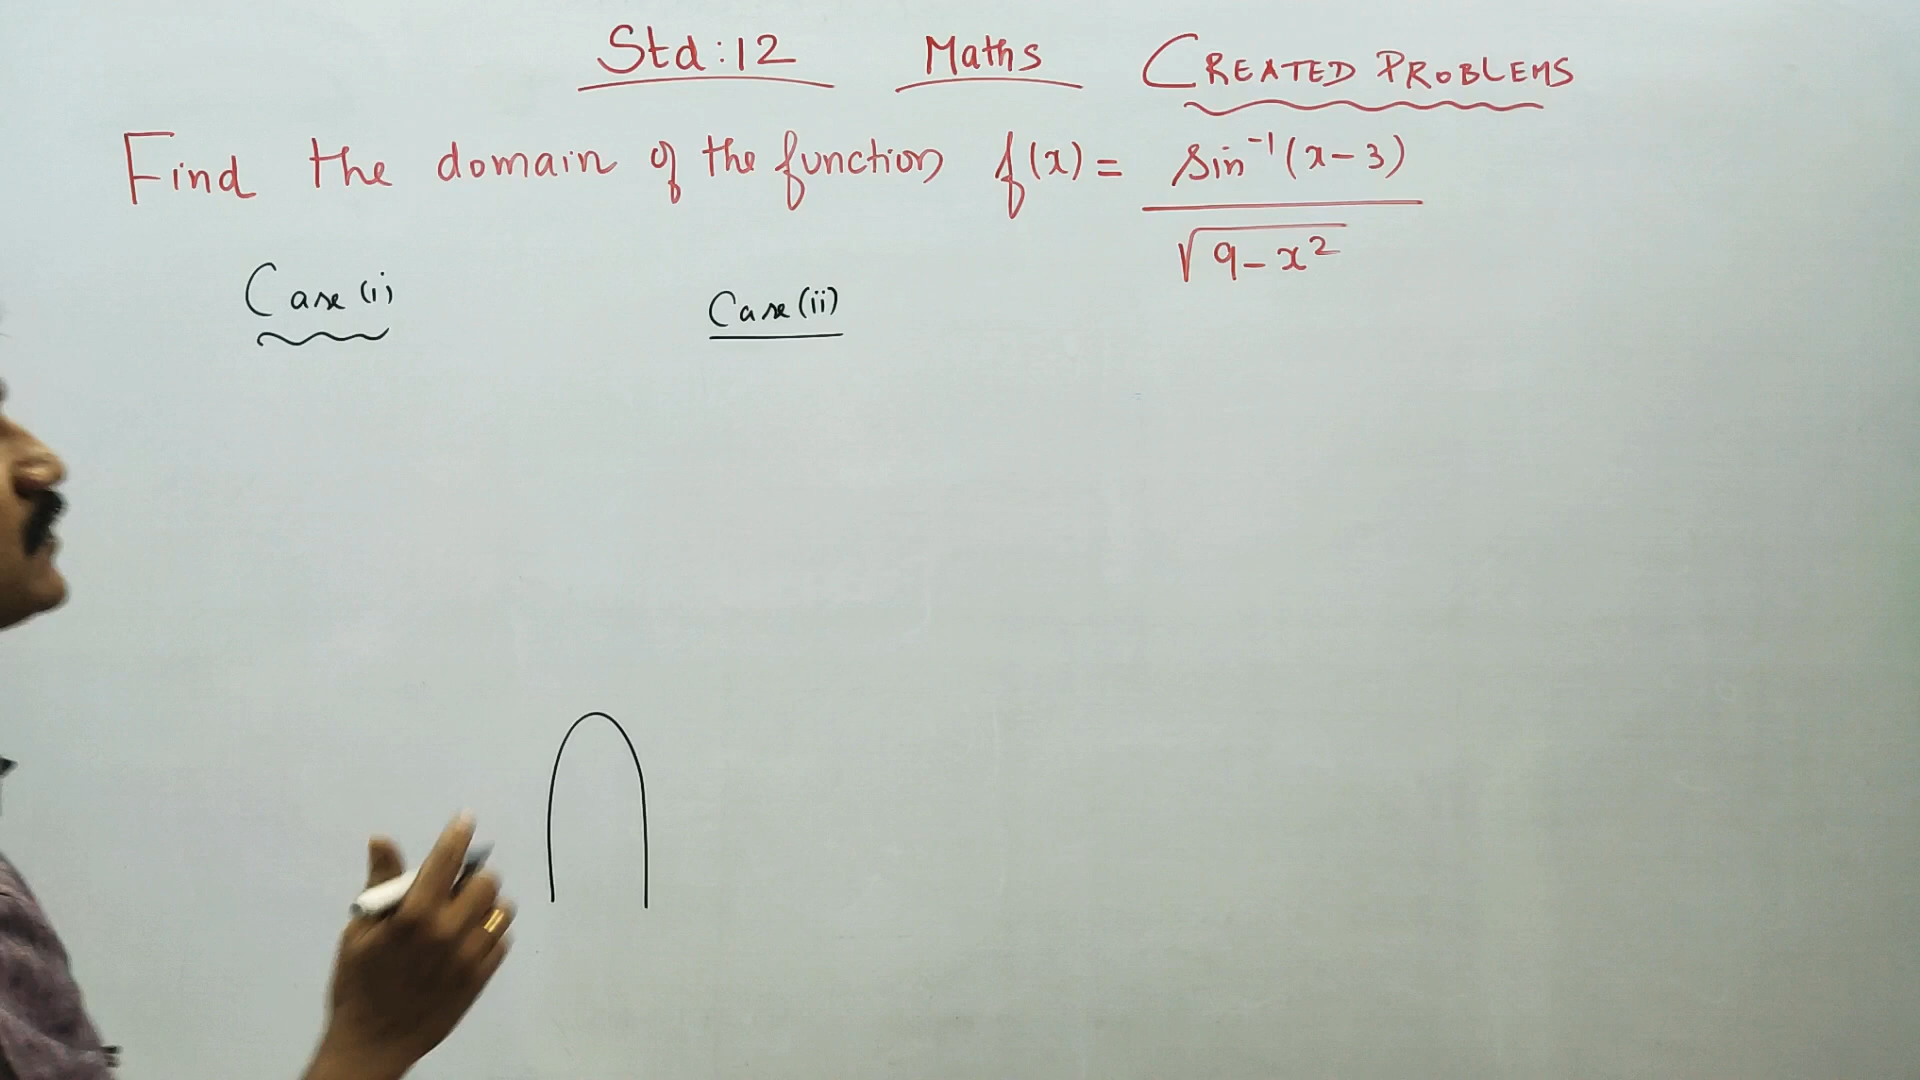 Std:12 Maths CREATED PROBLEMS
Find the domain of the function f(x) = sin⁻¹(x-3)
√9-x²
Case (i) Case (ii)